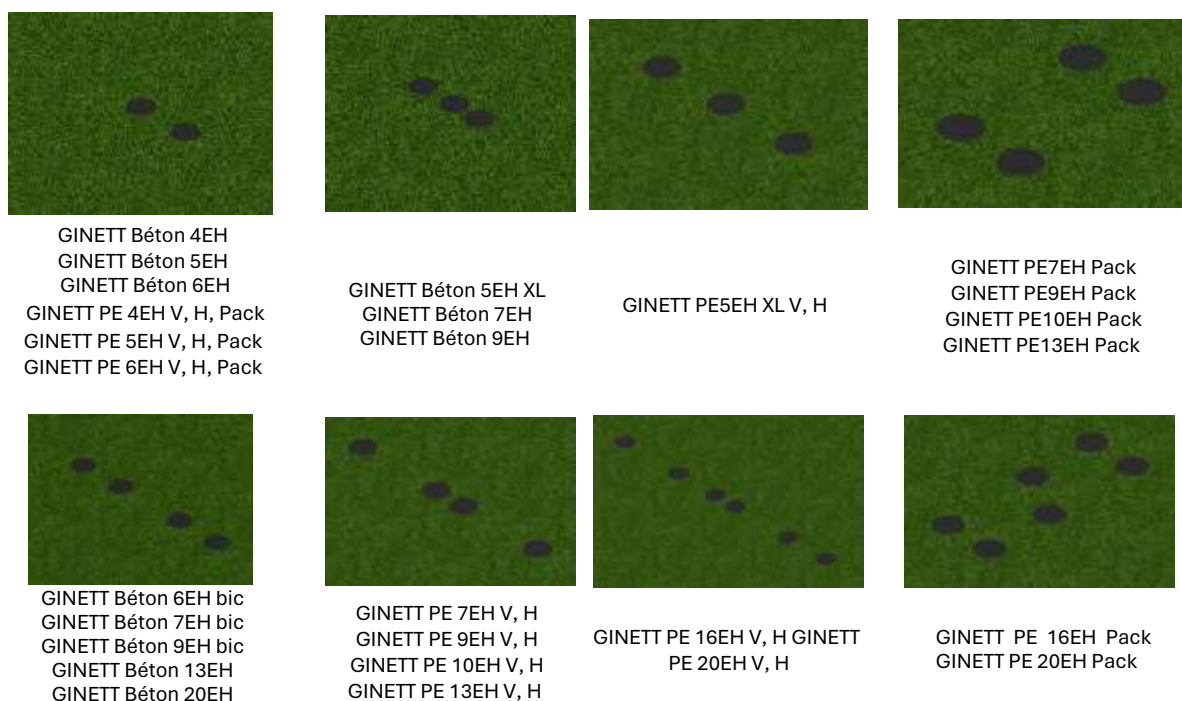 GINETT Béton 4EH
GINETT Béton 5EH
GINETT Béton 6EH
GINETT PE 4EH V, H, Pack
GINETT PE 5EH V, H, Pack
GINETT PE 6EH V, H, Pack
GINETT Béton 5EH XL
GINETT Béton 7EH
GINETT Béton 9EH
GINETT PE5EH XL V, H
GINETT PE7EH Pack
GINETT PE9EH Pack
GINETT PE10EH Pack
GINETT PE13EH Pack
GINETT Béton 6EH bic
GINETT Béton 7EH bic
GINETT Béton 9EH bic
GINETT Béton 13EH
GINETT Béton 20EH
GINETT PE 7EH V, H
GINETT PE 9EH V, H
GINETT PE 10EH V, H
GINETT PE 13EH V, H
GINETT PE 16EH V, H GINETT
PE 20EH V, H
GINETT PE 16EH Pack
GINETT PE 20EH Pack